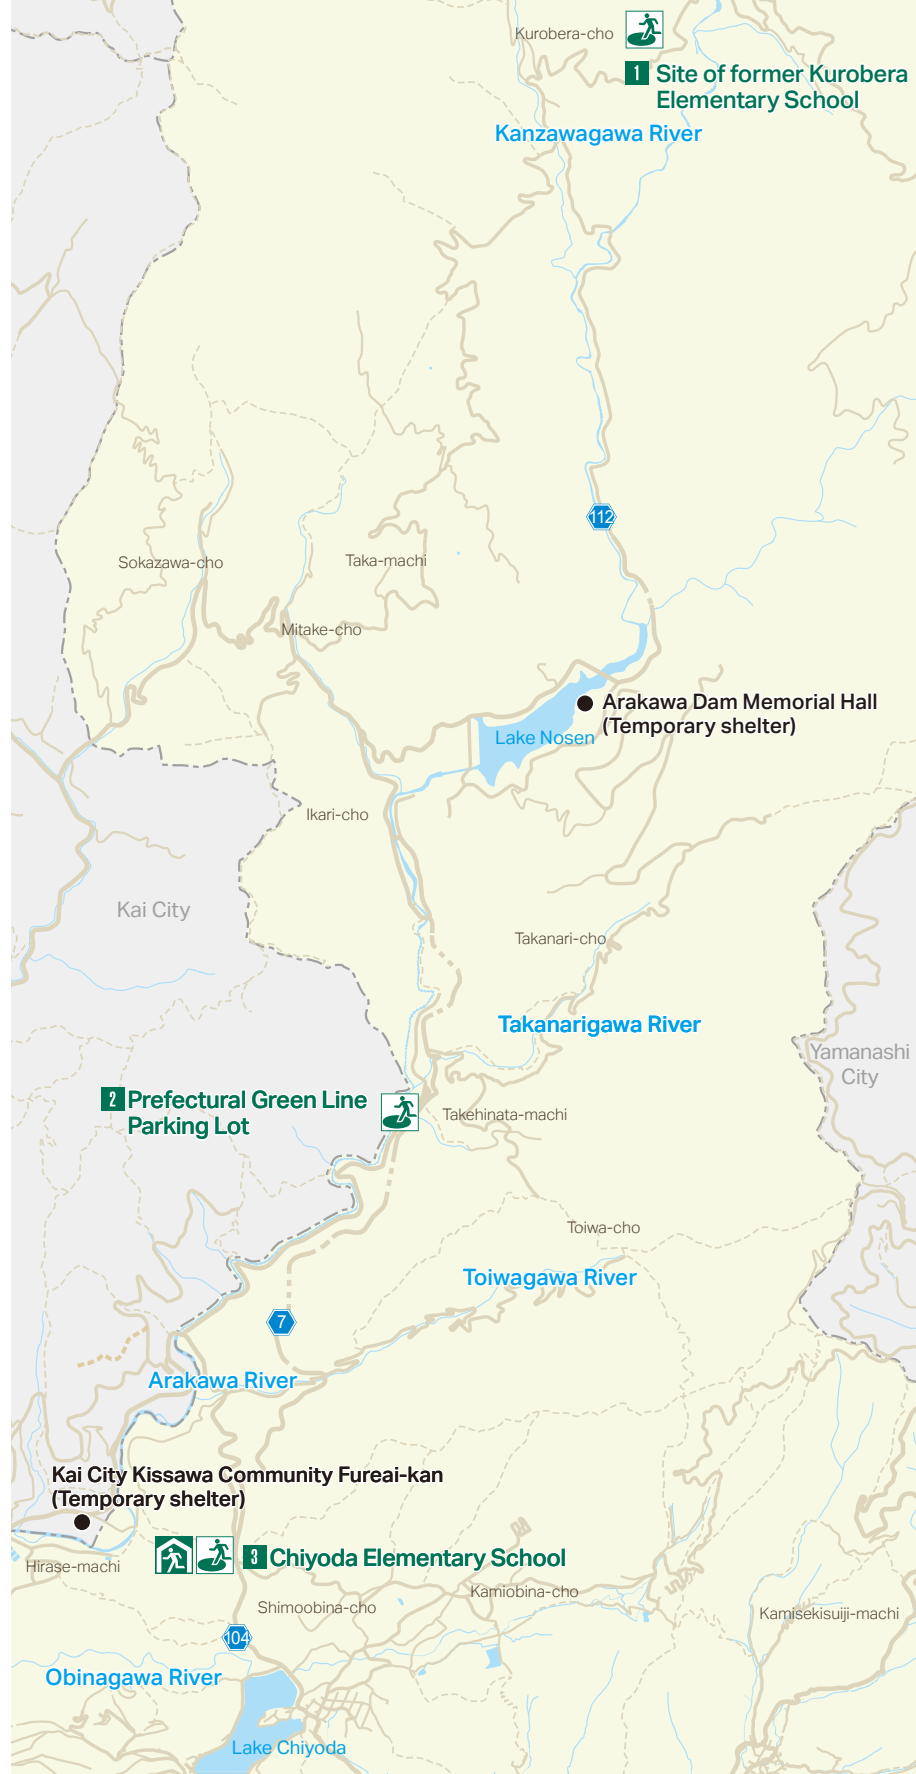 Kurobera-cho
1 Site of former Kurobera
Elementary School
Kanzawagawa River
112
Sokazawa-cho
Taka-machi
Mitake-cho
Arakawa Dam Memorial Hall
(Temporary shelter)
Lake Nosen
Ikari-cho
Kai City
Takanari-cho
Takanarigawa River
Yamanashi
City
2 Prefectural Green Line
Parking Lot
Takehinata-machi
Toiwa-cho
Toiwagawa River
7
Arakawa River
Kai City Kissawa Community Fureai-kan
(Temporary shelter)
3 Chiyoda Elementary School
Hirase-machi
Kamiobina-cho
Shimoobina-cho
Kamisekisuiji-machi
104
Obinagawa River
Lake Chiyoda